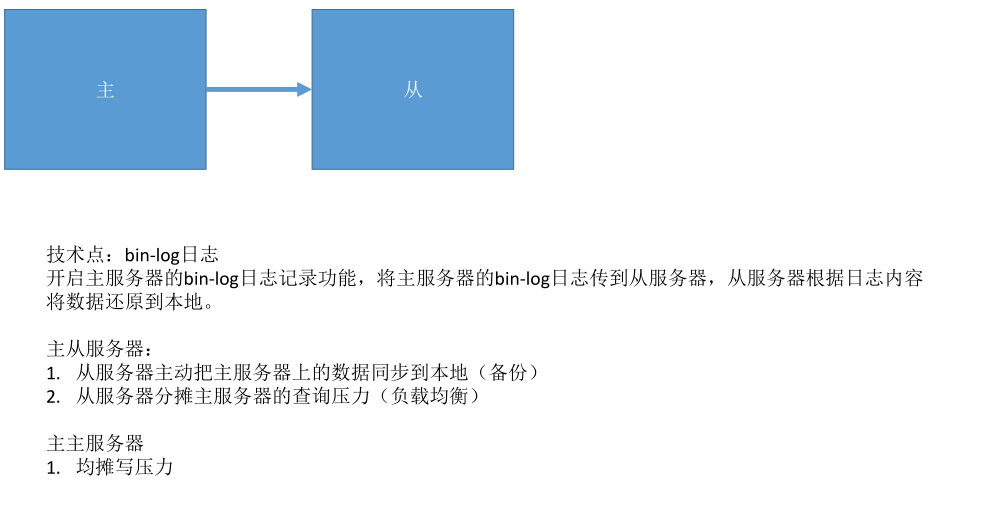 主
从
技术点：bin-log日志
开启主服务器的bin-log日志记录功能，将主服务器的bin-log日志传到从服务器，从服务器根据日志内容
将数据还原到本地。
主从服务器：
1. 从服务器主动把主服务器上的数据同步到本地（备份）
2. 从服务器分摊主服务器的查询压力（负载均衡）
主主服务器
1. 均摊写压力